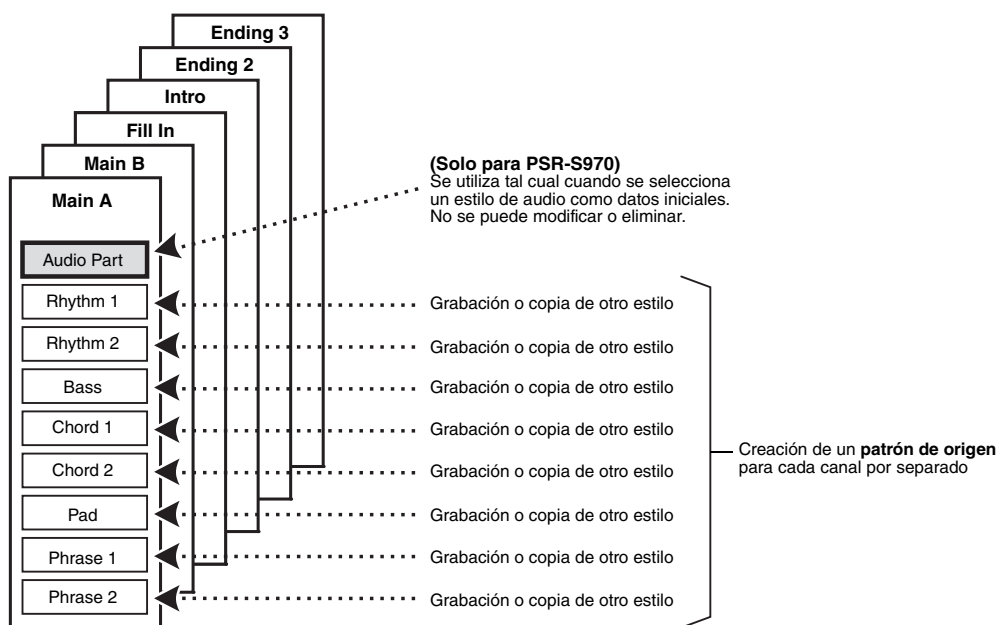 Ending 3
Ending 2
Intro
Fill In
Main B
Main A
(Solo para PSR-S970)
Se utiliza tal cual cuando se selecciona
un estilo de audio como datos iniciales.
No se puede modificar o eliminar.
Audio Part
Rhythm 1
Grabación o copia de otro estilo
Rhythm 2
Grabación o copia de otro estilo
Bass
Grabación o copia de otro estilo
Chord 1
Grabación o copia de otro estilo
Chord 2
Grabación o copia de otro estilo
Pad
Grabación o copia de otro estilo
Phrase 1
Grabación o copia de otro estilo
Phrase 2
Grabación o copia de otro estilo
Creación de un patrón de origen
para cada canal por separado